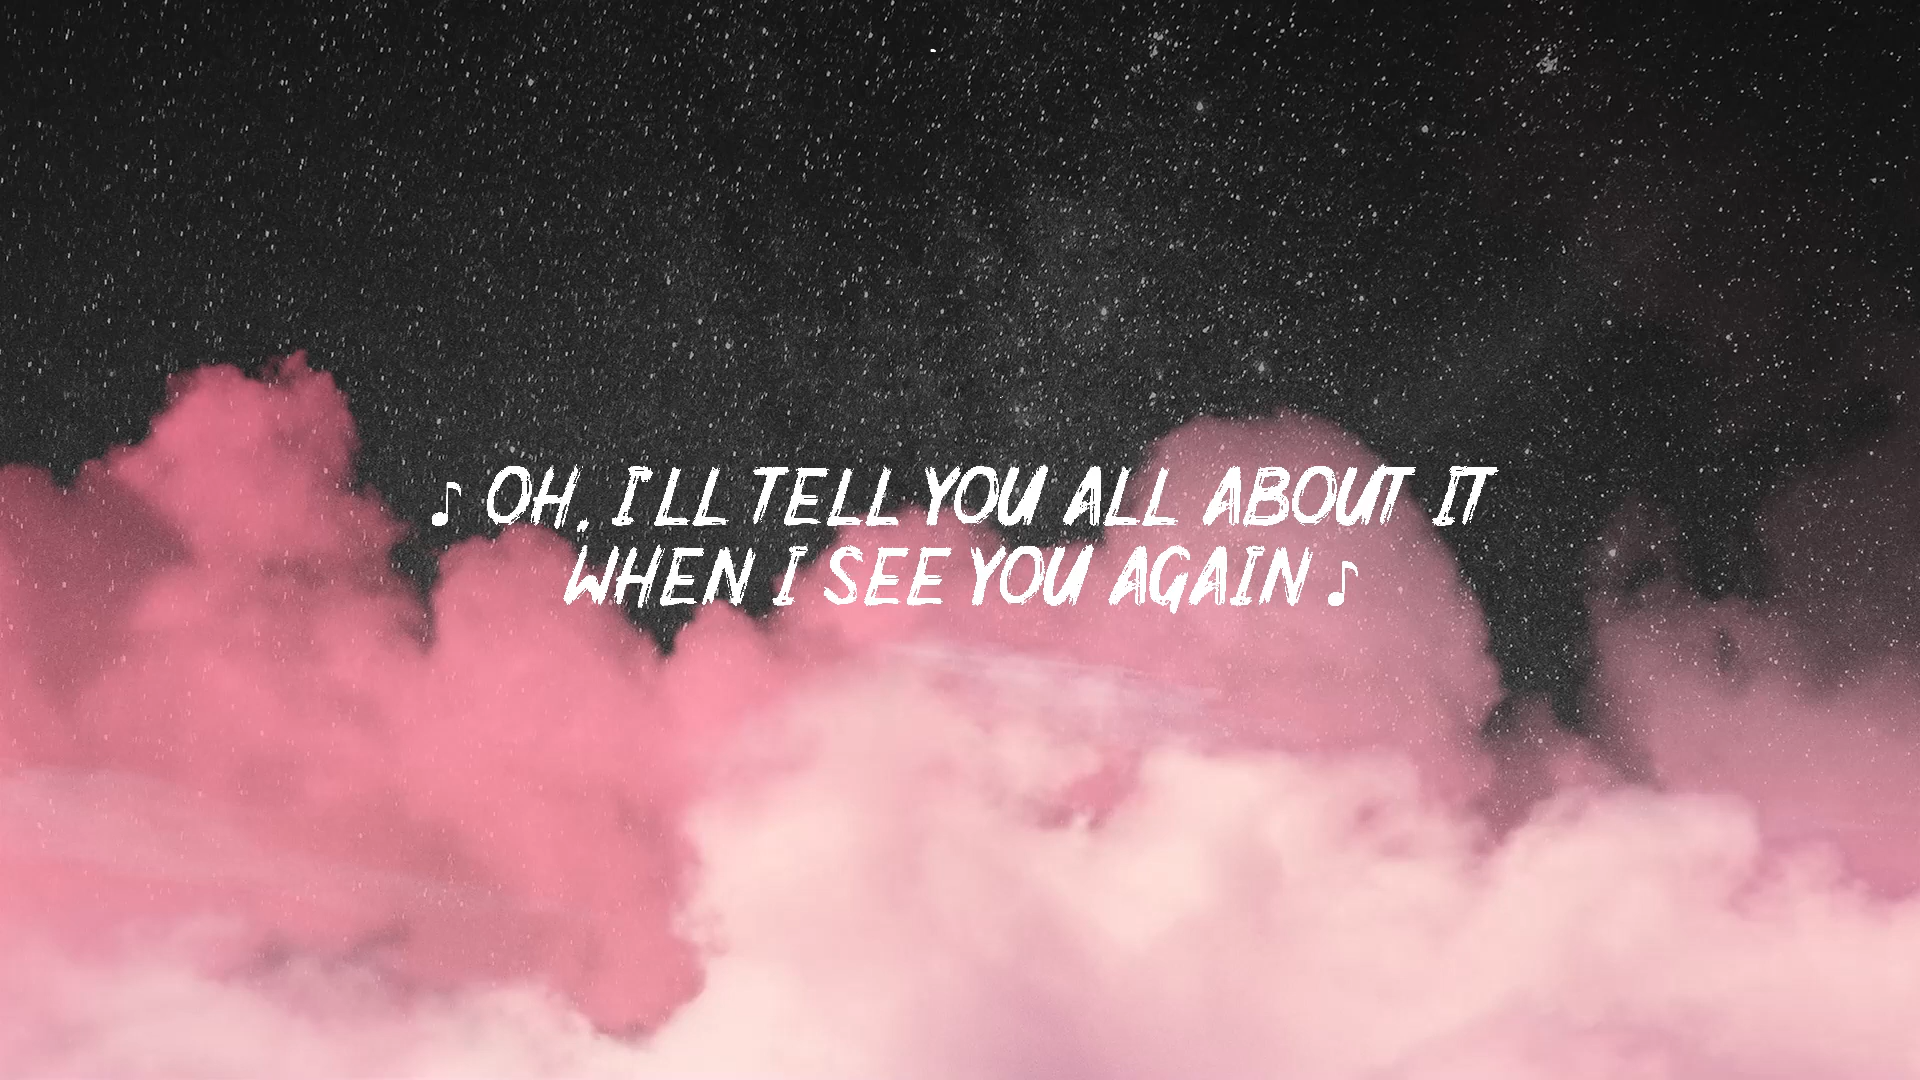 ♪ OH, I'LL TELL YOU ALL ABOUT IT
WHEN I SEE YOU AGAIN ♪